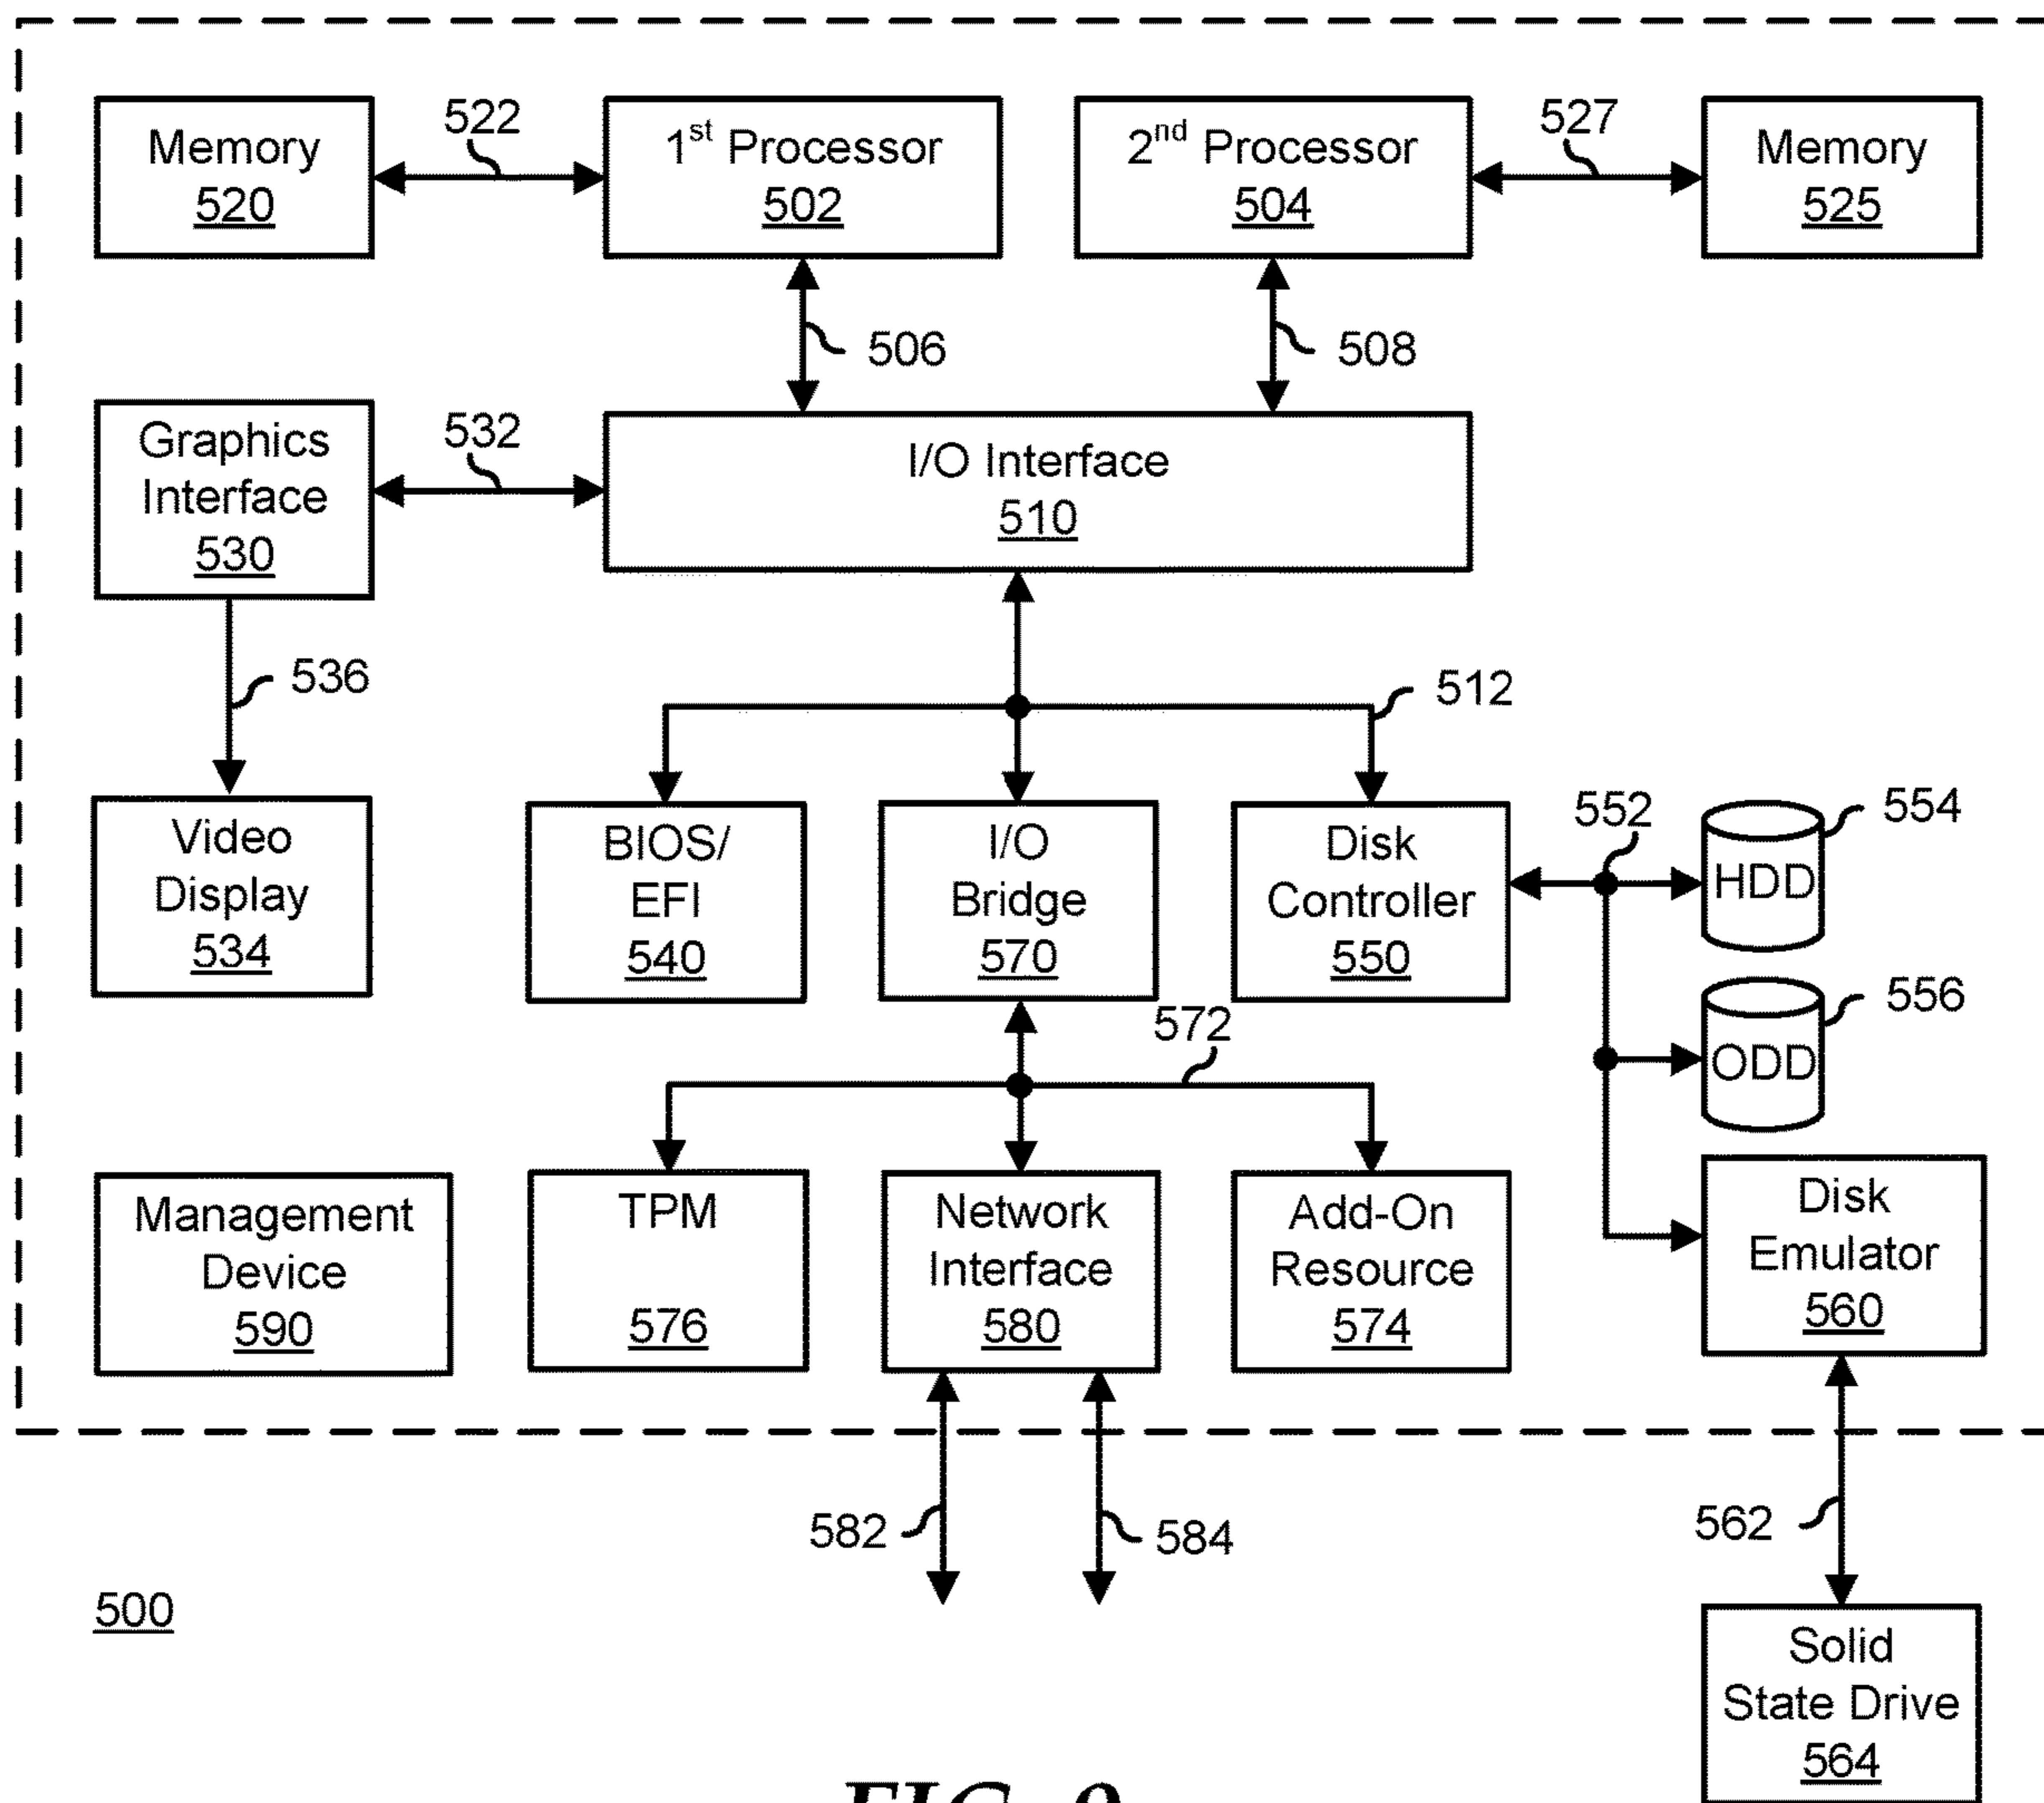 Memory
520
522
1st Processor
502
2nd Processor
504
527
Memory
525
506
508
Graphics
Interface
530
532
I/O Interface
510
536
512
Video
Display
534
BIOS/
EFI
540
I/O
Bridge
570
Disk
Controller
550
552
554
HDD
556
ODD
572
Management
Device
590
TPM
576
Network
Interface
580
Add-On
Resource
574
Disk
Emulator
560
582
584
562
500
Solid
State Drive
564
FIG.